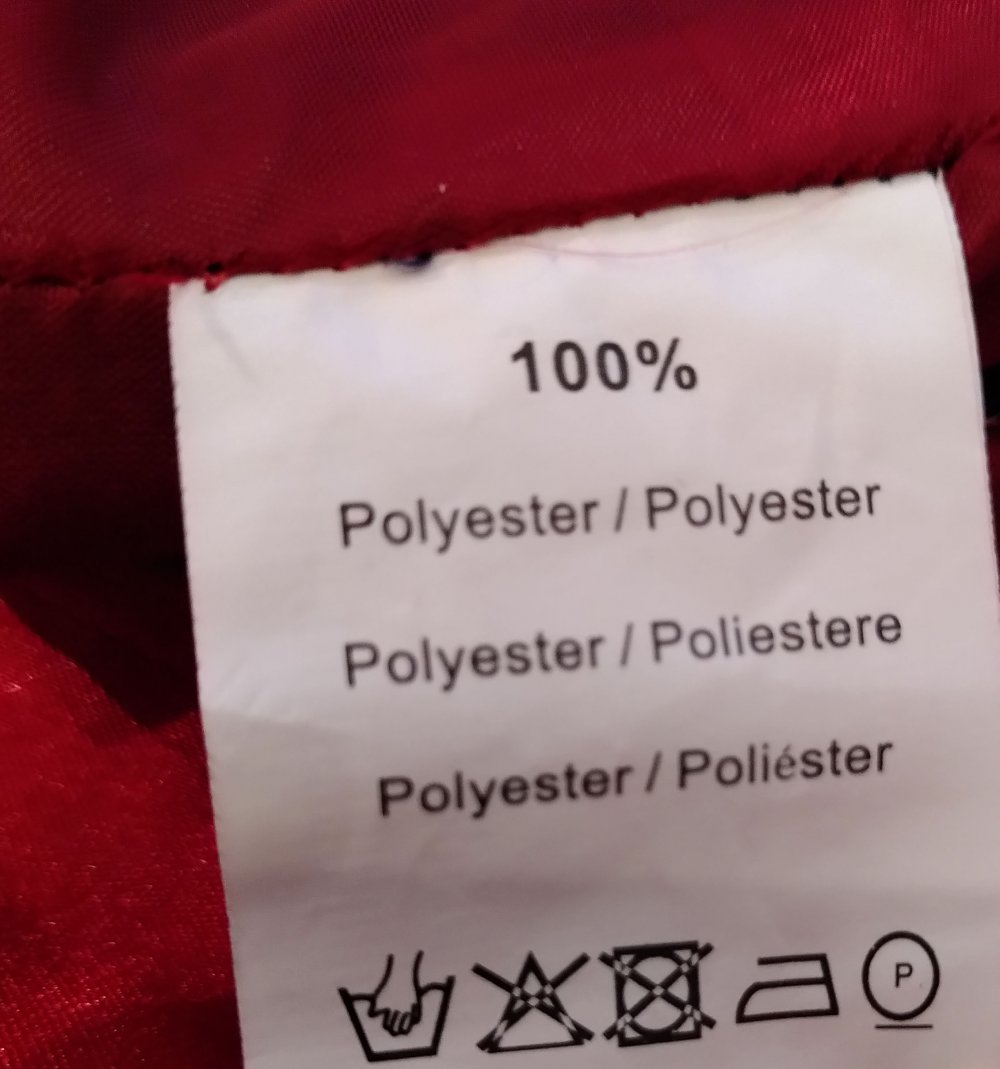 100%
Polyester / Polyester
Polyester / Poliestere
Polyester / Poliéster
P